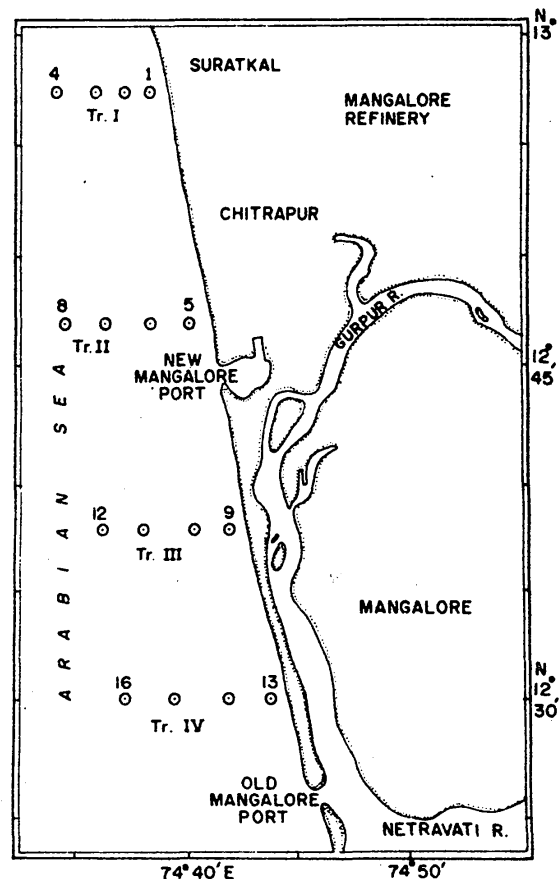 N.
13°
SURATKAL
4 1
Tr. I
MANGALORE
REFINERY
CHITRAPUR
GURPUR R.
8 5
Tr. II
NEW
MANGALORE
PORT
12°
45'
ARABIAN SEA
12 9
Tr. III
MANGALORE
N
12°
30'
16 13
Tr. IV
OLD
MANGALORE
PORT
NETRAVATI R.
74°40'E 74°50'